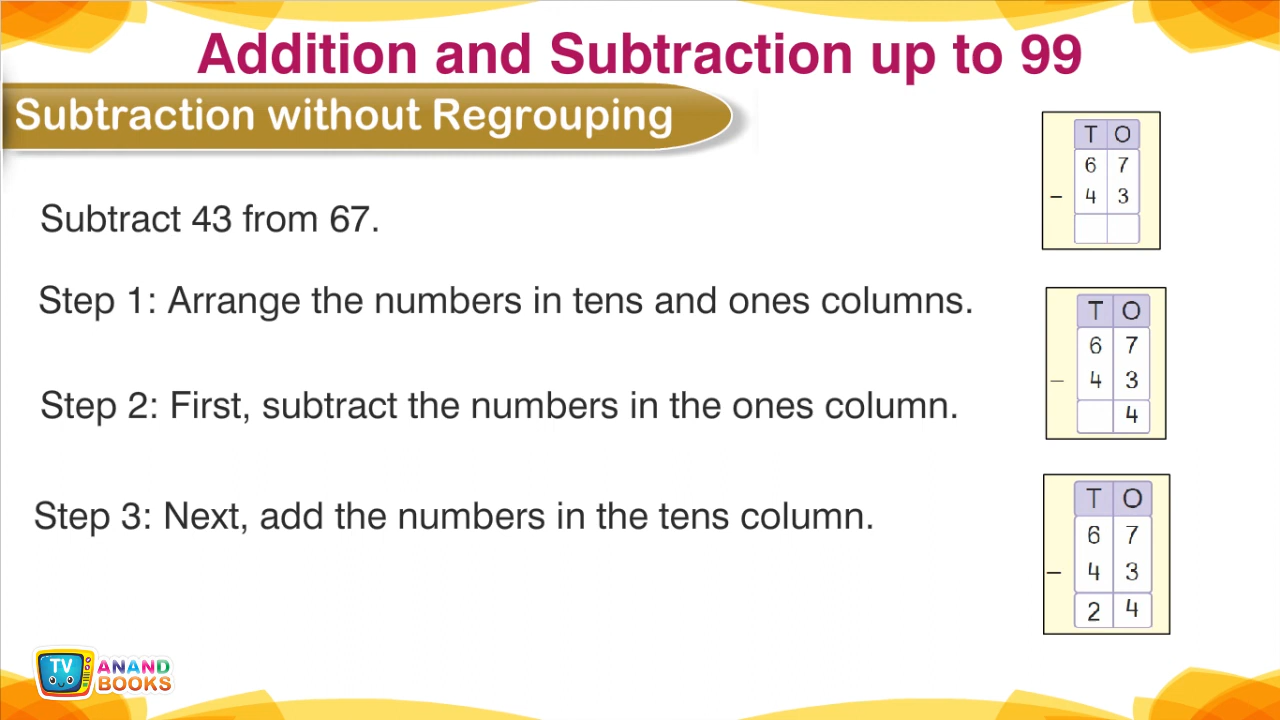 Addition and Subtraction up to 99
Subtraction without Regrouping
T O
6 7
− 4 3
Subtract 43 from 67.
Step 1: Arrange the numbers in tens and ones columns.
T O
6 7
− 4 3
4
Step 2: First, subtract the numbers in the ones column.
Step 3: Next, add the numbers in the tens column.
T O
6 7
− 4 3
2 4
TV
ANAND
BOOKS